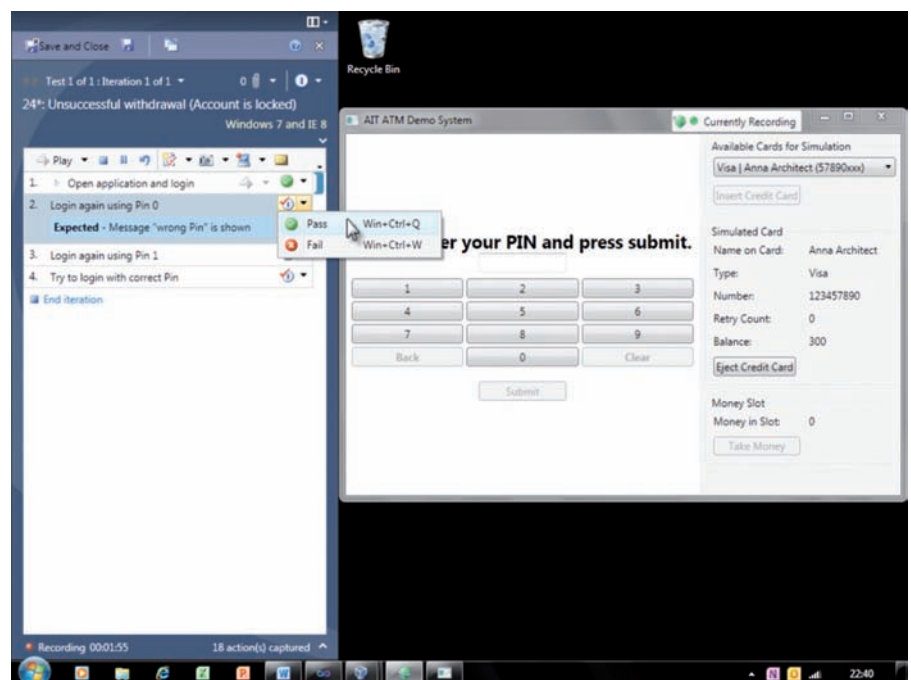 Save and Close
Test 1 of 1 : Iteration 1 of 1
0
24*: Unsuccessful withdrawal (Account is locked)
Windows 7 and IE 8
Play
1. Open application and login
2. Login again using Pin 0
Expected - Message "wrong Pin" is shown
Pass Win+Ctrl+Q
Fail Win+Ctrl+W
3. Login again using Pin 1
4. Try to login with correct Pin
End iteration
Recording 00:01:55
18 action(s) captured
Recycle Bin
AIT ATM Demo System
Currently Recording
er your PIN and press submit.
1 2 3
4 5 6
7 8 9
Back 0 Clear
Submit
Available Cards for Simulation
Visa | Anna Architect (57890xxx)
Insert Credit Card
Simulated Card
Name on Card: Anna Architect
Type: Visa
Number: 123457890
Retry Count: 0
Balance: 300
Eject Credit Card
Money Slot
Money in Slot: 0
Take Money
22:40